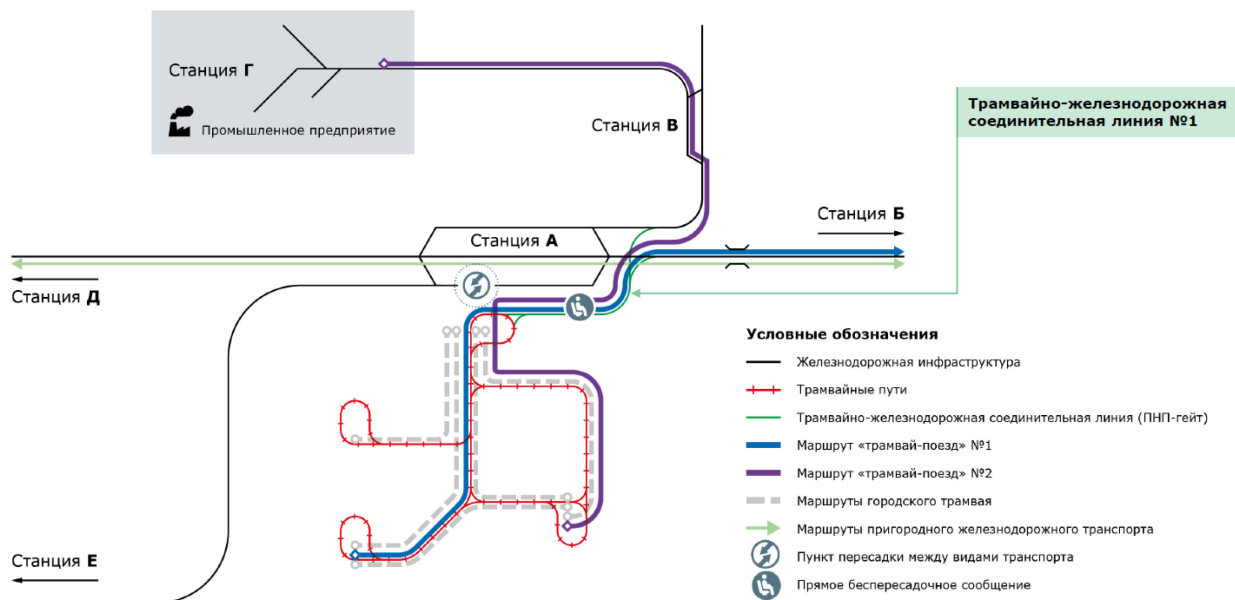 Станция Г
Промышленное предприятие
Станция В
Трамвайно-железнодорожная
соединительная линия №1
Станция Б
Станция А
Станция Д
Условные обозначения
Железнодорожная инфраструктура
Трамвайные пути
Трамвайно-железнодорожная соединительная линия (ПНП-гейт)
Маршрут «трамвай-поезд» №1
Маршрут «трамвай-поезд» №2
Маршруты городского трамвая
Маршруты пригородного железнодорожного транспорта
Пункт пересадки между видами транспорта
Прямое беспересадочное сообщение
Станция Е